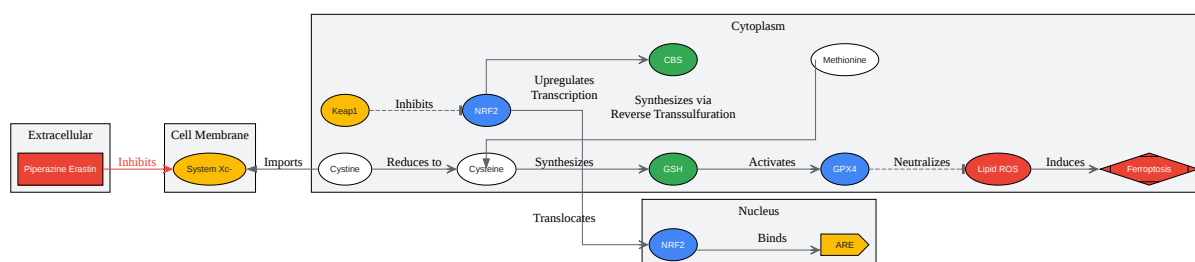 Cytoplasm
CBS
Methionine
Upregulates
Transcription
Synthesizes via
Reverse Transsulfuration
Keap1
Inhibits
NRF2
Extracellular
Cell Membrane
Piperazine Erastin
Inhibits
System Xc-
Imports
Cystine
Reduces to
Cysteine
Synthesizes
GSH
Activates
GPX4
Neutralizes
Lipid ROS
Induces
Ferroptosis
Translocates
Nucleus
NRF2
Binds
ARE